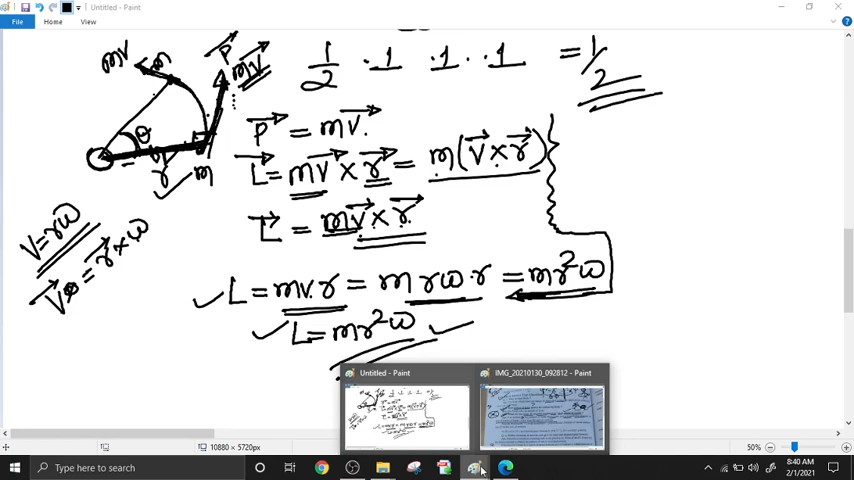 Untitled - Paint
File Home View
mv m P⃗
mv⃗
θ
r m
1/2 · 1 · 1 · · 1 = 1/2
P⃗ = mv⃗.
L⃗ = mv⃗ × r⃗ = m(v⃗ × r⃗)
L⃗ = mv⃗ × r⃗
V = rω
V⃗ = r⃗ × ω
L = mv.r = m rω · r = mr²ω
L = mr²ω
Untitled - Paint
IMG_20210130_092812 - Paint
10880 × 5720px
50%
Type here to search
8:40 AM
2/1/2021